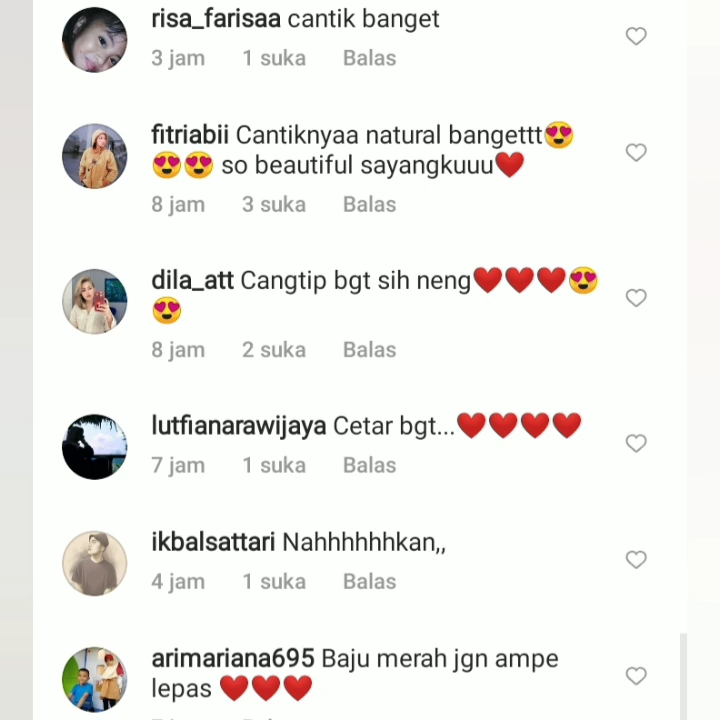 risa_farisaa cantik banget
3 jam 1 suka Balas
fitriabii Cantiknyaa natural bangettt😍
😍😍 so beautiful sayangkuuu❤️
8 jam 3 suka Balas
dila_att Cangtip bgt sih neng❤️❤️❤️😍
😍
8 jam 2 suka Balas
lutfianarawijaya Cetar bgt...❤️❤️❤️❤️
7 jam 1 suka Balas
ikbalsattari Nahhhhhhkan,,
4 jam 1 suka Balas
arimariana695 Baju merah jgn ampe
lepas ❤️❤️❤️